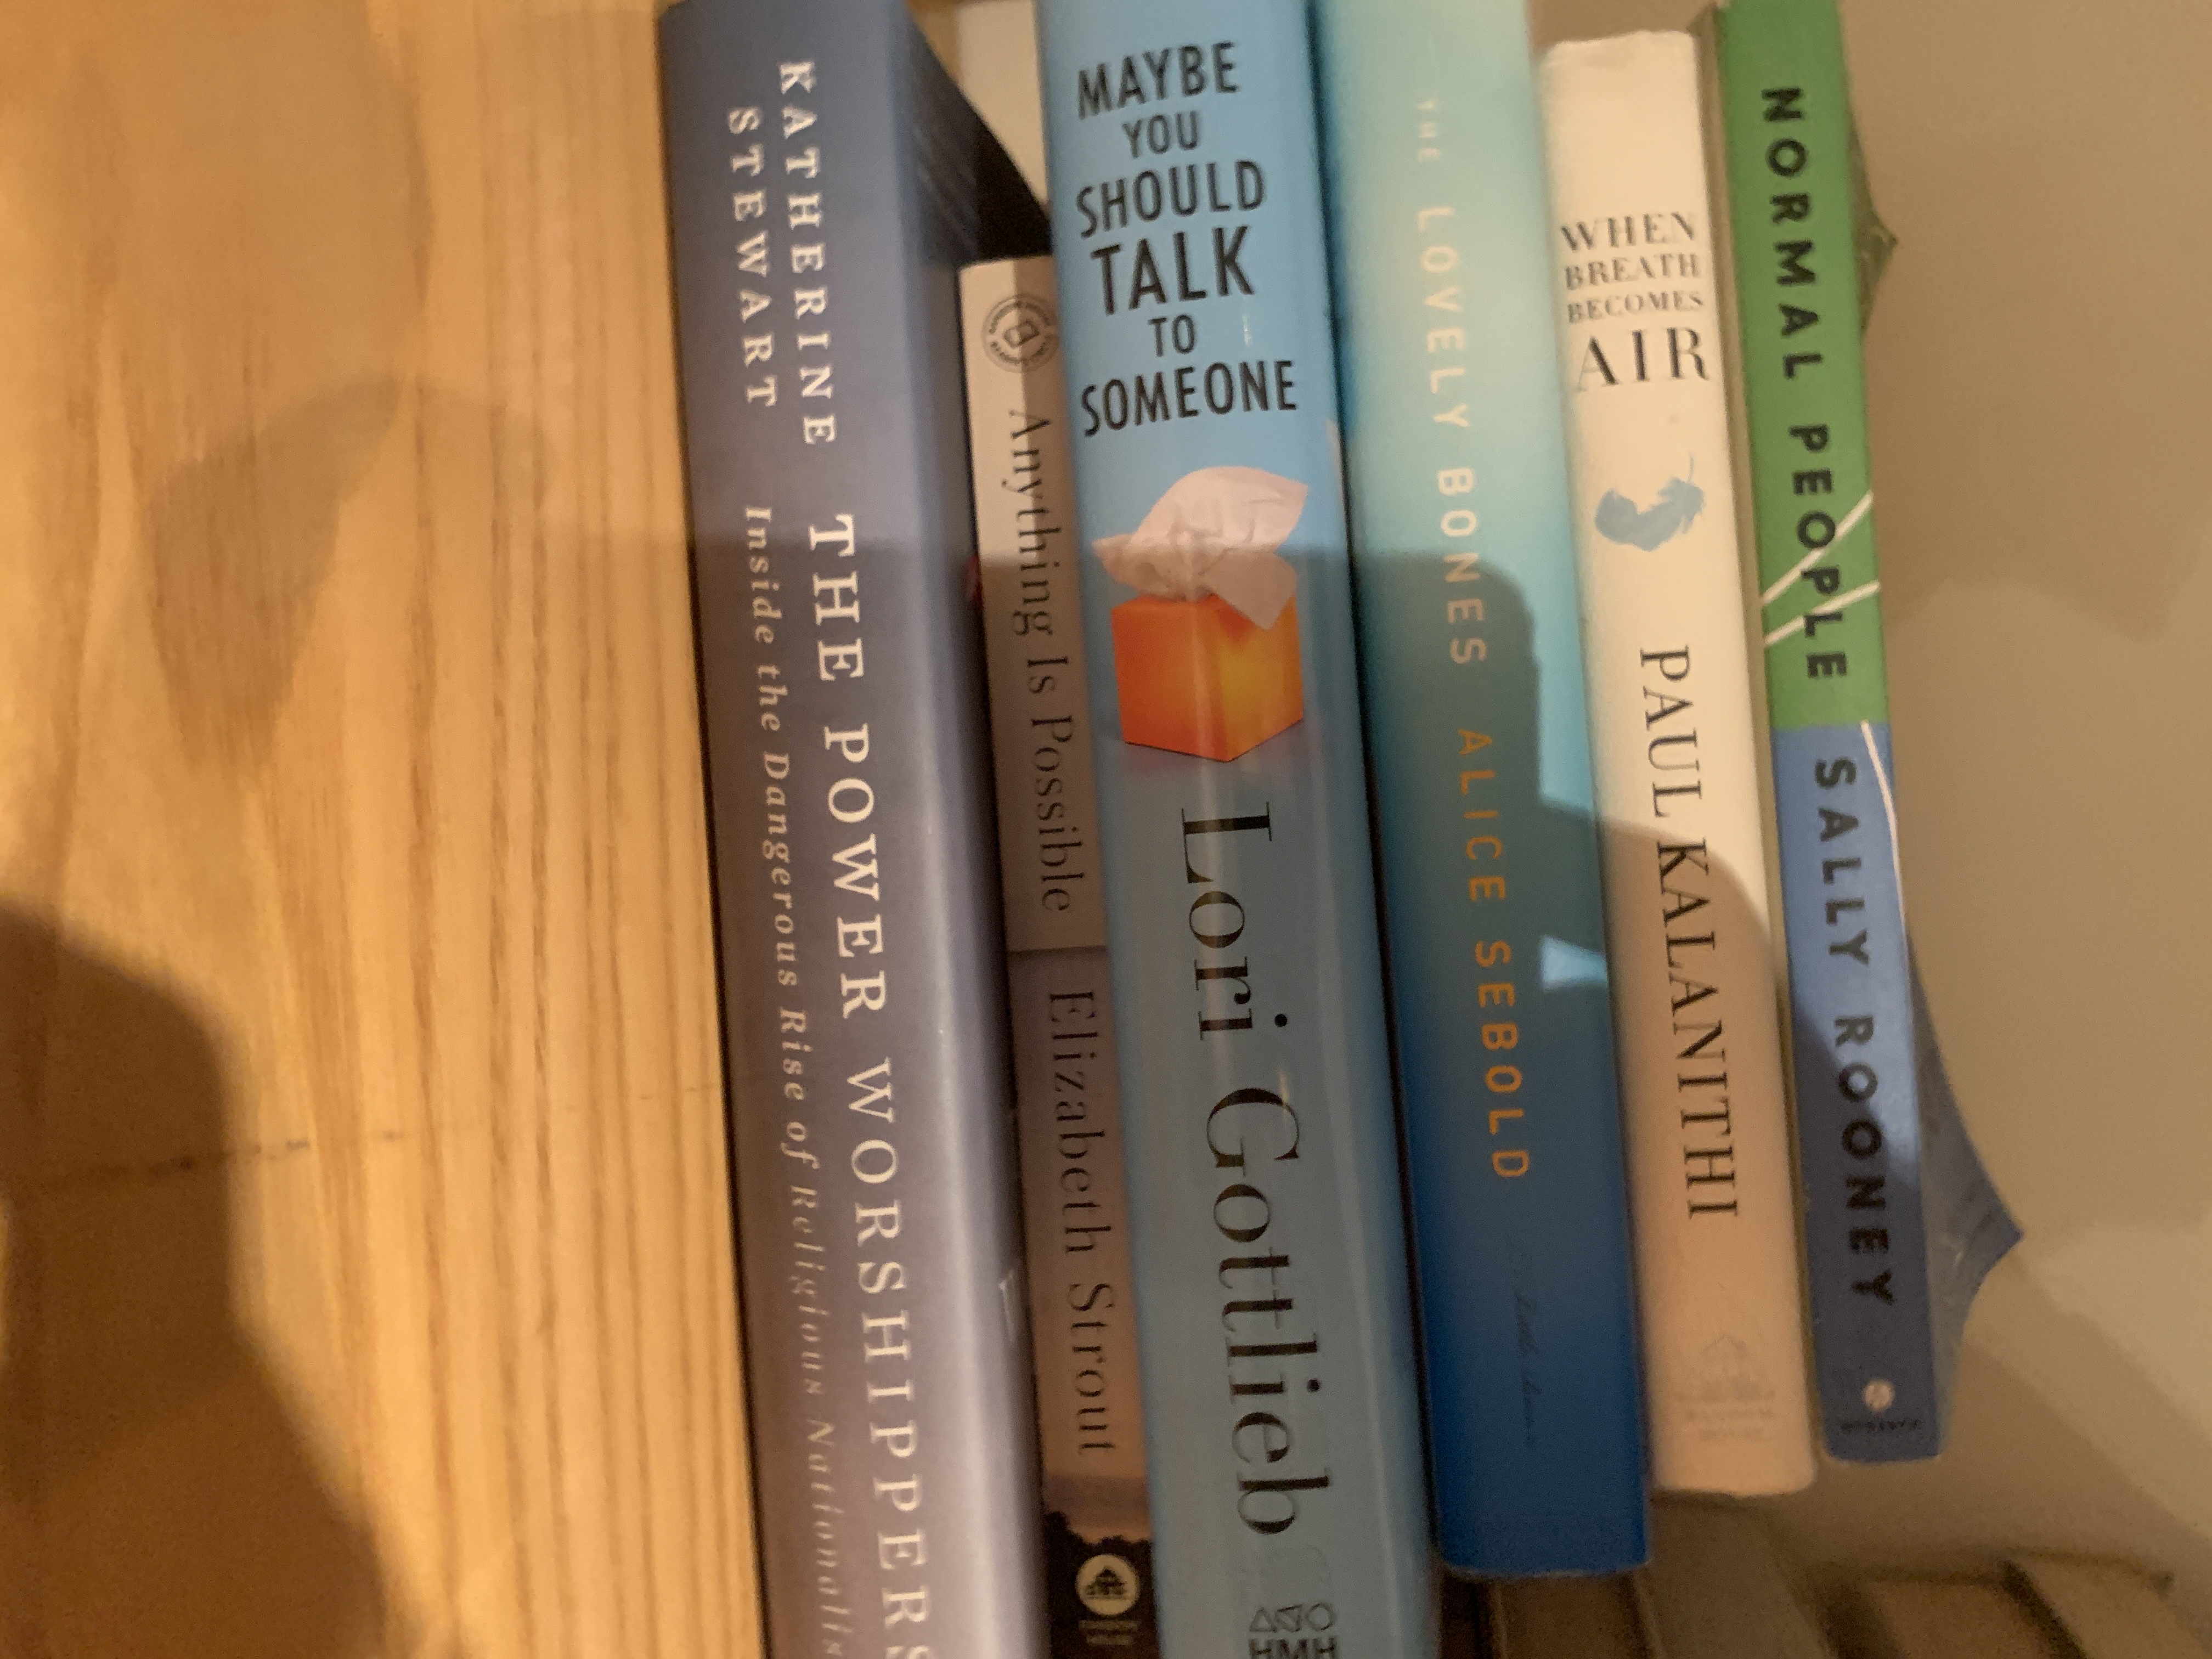 NORMAL PEOPLE SALLY ROONEY
WHEN
BREATH
BECOMES
AIR
PAUL KALANITHI
THE LOVELY BONES ALICE SEBOLD
MAYBE
YOU
SHOULD
TALK
TO
SOMEONE
Lori Gottlieb
HMH
Anything Is Possible Elizabeth Strout
KATHERINE
STEWART
THE POWER WORSHIPPERS
Inside the Dangerous Rise of Religious Nationalis